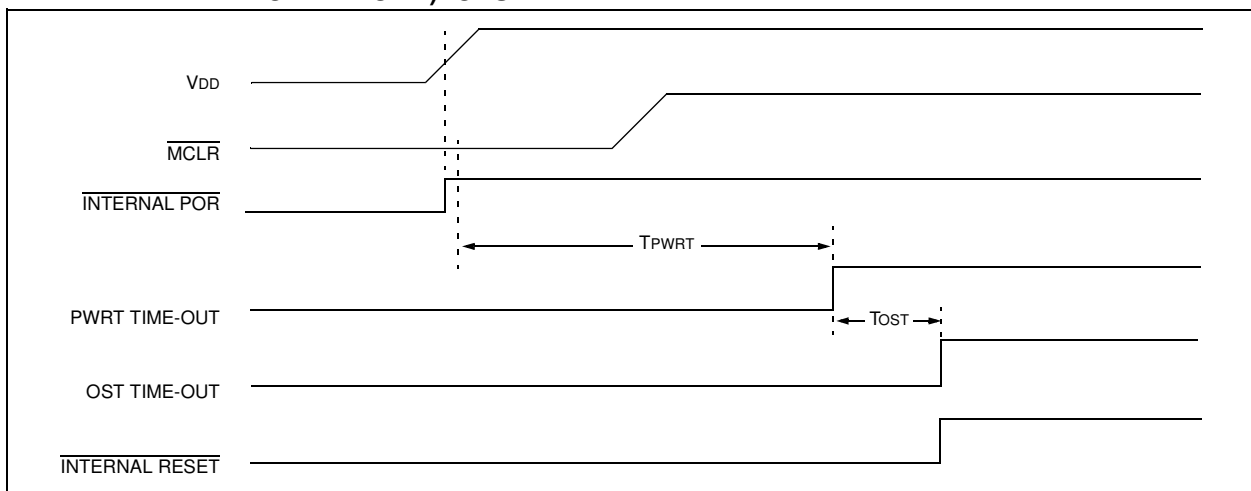 VDD
MCLR
INTERNAL POR
TPWRT
PWRT TIME-OUT
TOST
OST TIME-OUT
INTERNAL RESET